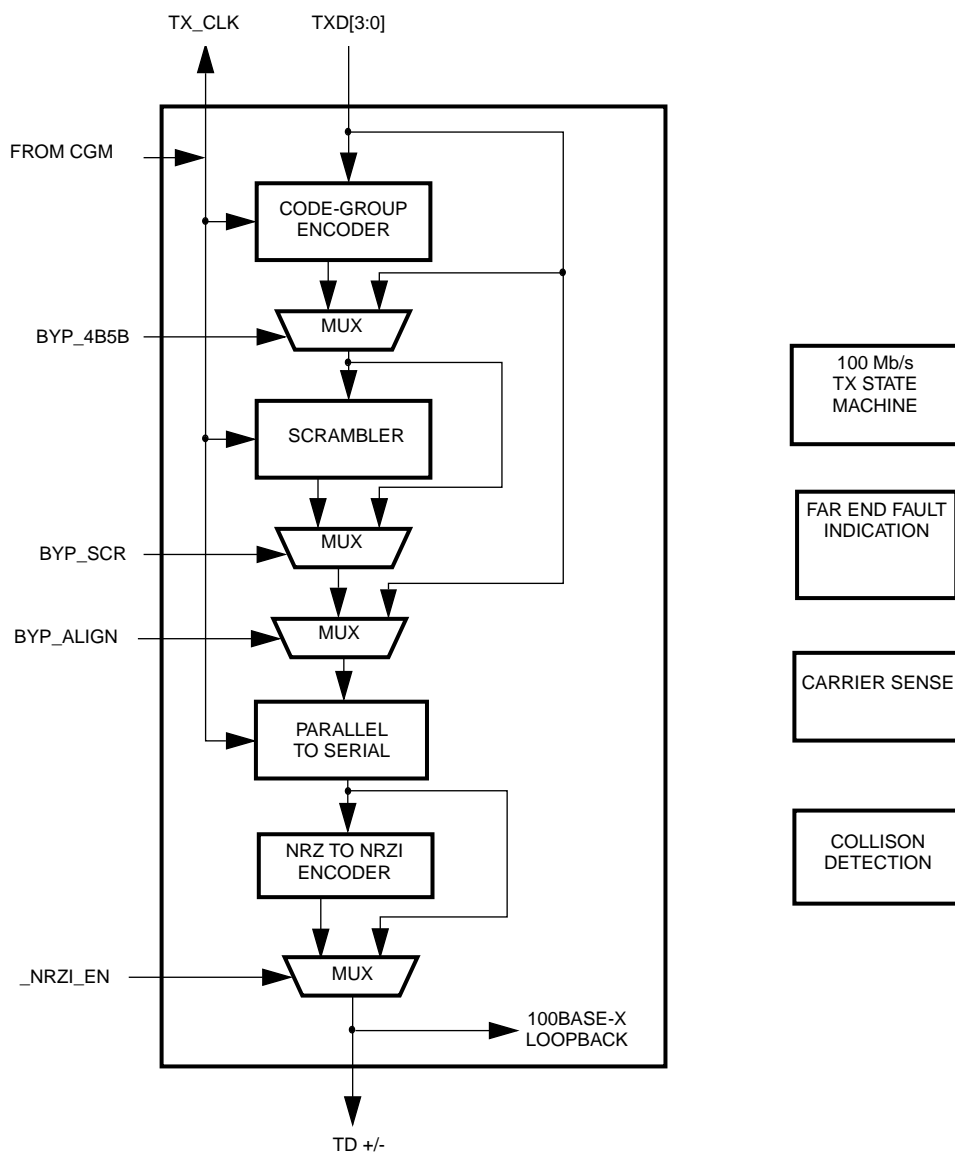 TX_CLK
TXD[3:0]
FROM CGM
CODE-GROUP
ENCODER
MUX
BYP_4B5B
SCRAMBLER
MUX
BYP_SCR
MUX
BYP_ALIGN
PARALLEL
TO SERIAL
NRZ TO NRZI
ENCODER
MUX
_NRZI_EN
100BASE-X
LOOPBACK
TD +/-
100 Mb/s
TX STATE
MACHINE
FAR END FAULT
INDICATION
CARRIER SENSE
COLLISON
DETECTION